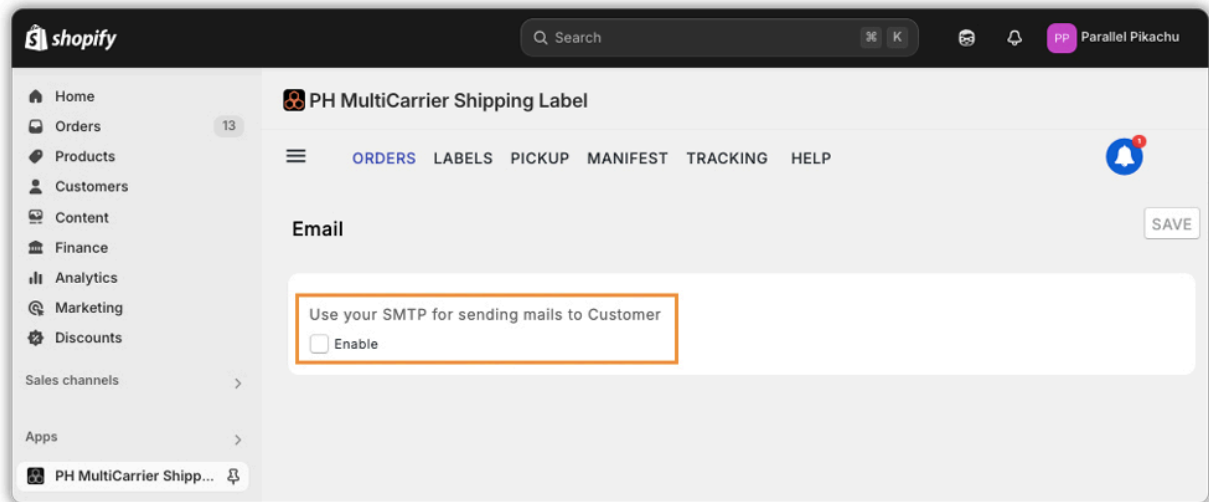 shopify
Search
⌘ K
PP
Parallel Pikachu
Home
Orders 13
Products
Customers
Content
Finance
Analytics
Marketing
Discounts
Sales channels
Apps
PH MultiCarrier Shipp...
PH MultiCarrier Shipping Label
ORDERS LABELS PICKUP MANIFEST TRACKING HELP
1
Email
SAVE
Use your SMTP for sending mails to Customer
Enable